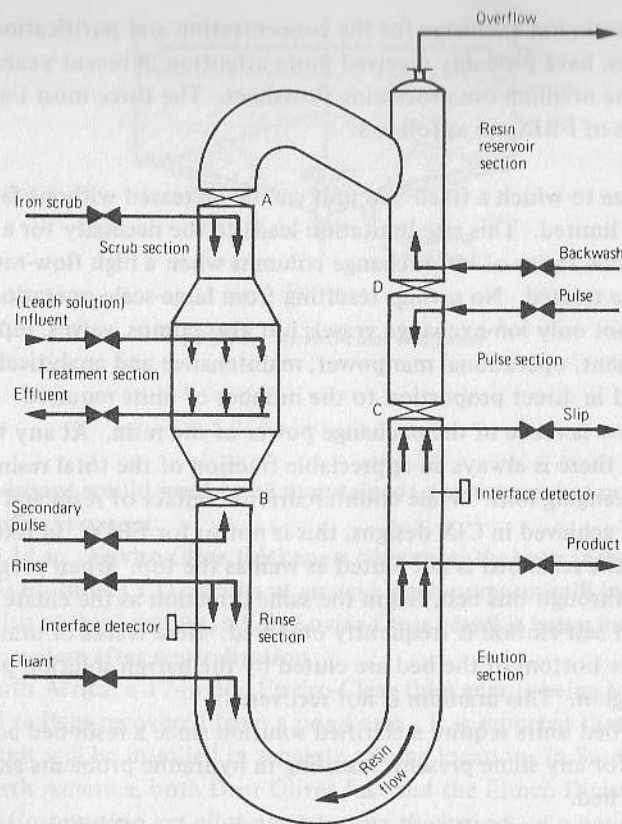 Overflow
Resin
reservoir
section
A
Iron scrub
Scrub section
Backwash
D
Pulse
(Leach solution)
Influent
Treatment section
Pulse section
Effluent
C
Slip
B
Interface detector
Secondary
pulse
Rinse
Product
Interface detector
Rinse
section
Eluant
Elution
section
Resin
flow